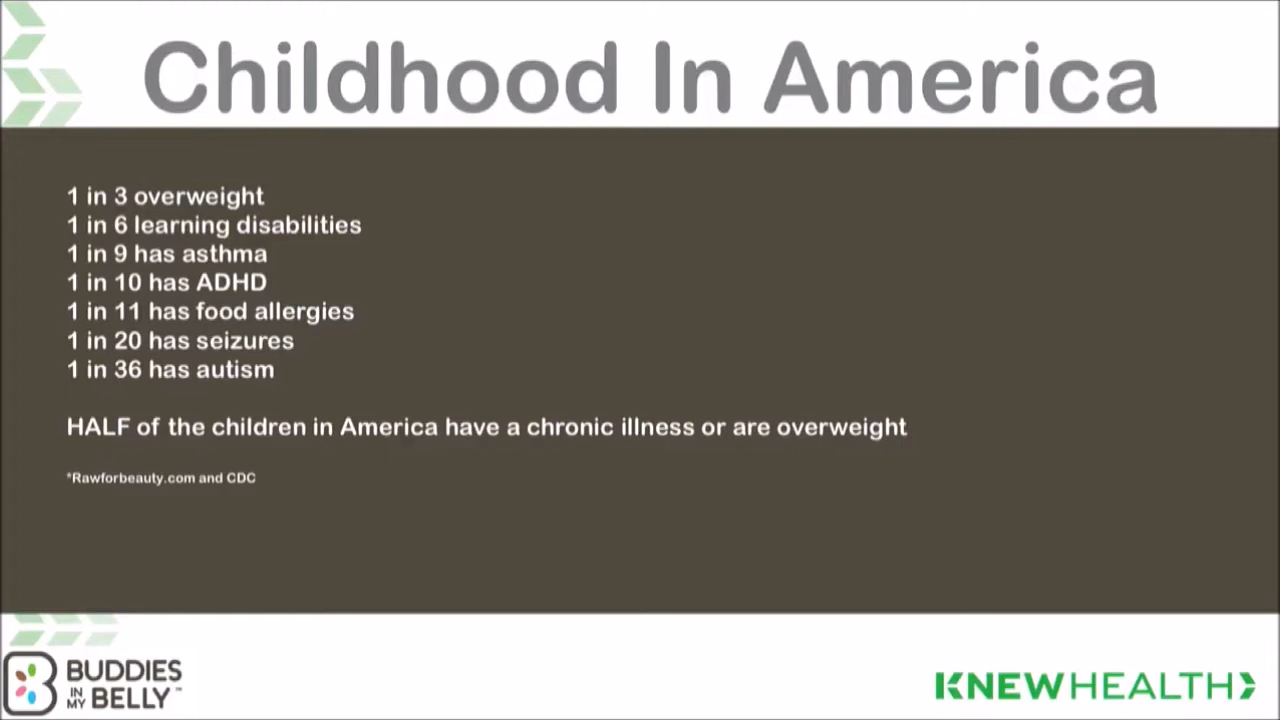 Childhood In America
1 in 3 overweight
1 in 6 learning disabilities
1 in 9 has asthma
1 in 10 has ADHD
1 in 11 has food allergies
1 in 20 has seizures
1 in 36 has autism
HALF of the children in America have a chronic illness or are overweight
*Rawforbeauty.com and CDC
BUDDIES
IN
MY BELLY™
KNEWHEALTH